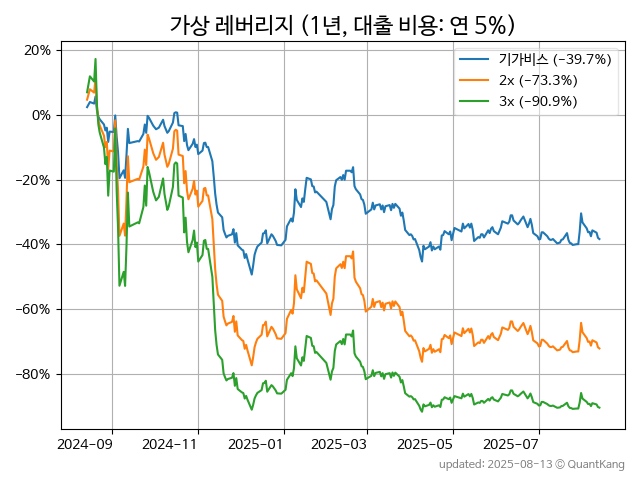 가상 레버리지 (1년, 대출 비용: 연 5%)
기가비스 (−39.7%)
2x (−73.3%)
3x (−90.9%)
20%
0%
−20%
−40%
−60%
−80%
2024-09 2024-11 2025-01 2025-03 2025-05 2025-07
updated: 2025-08-13 © QuantKang